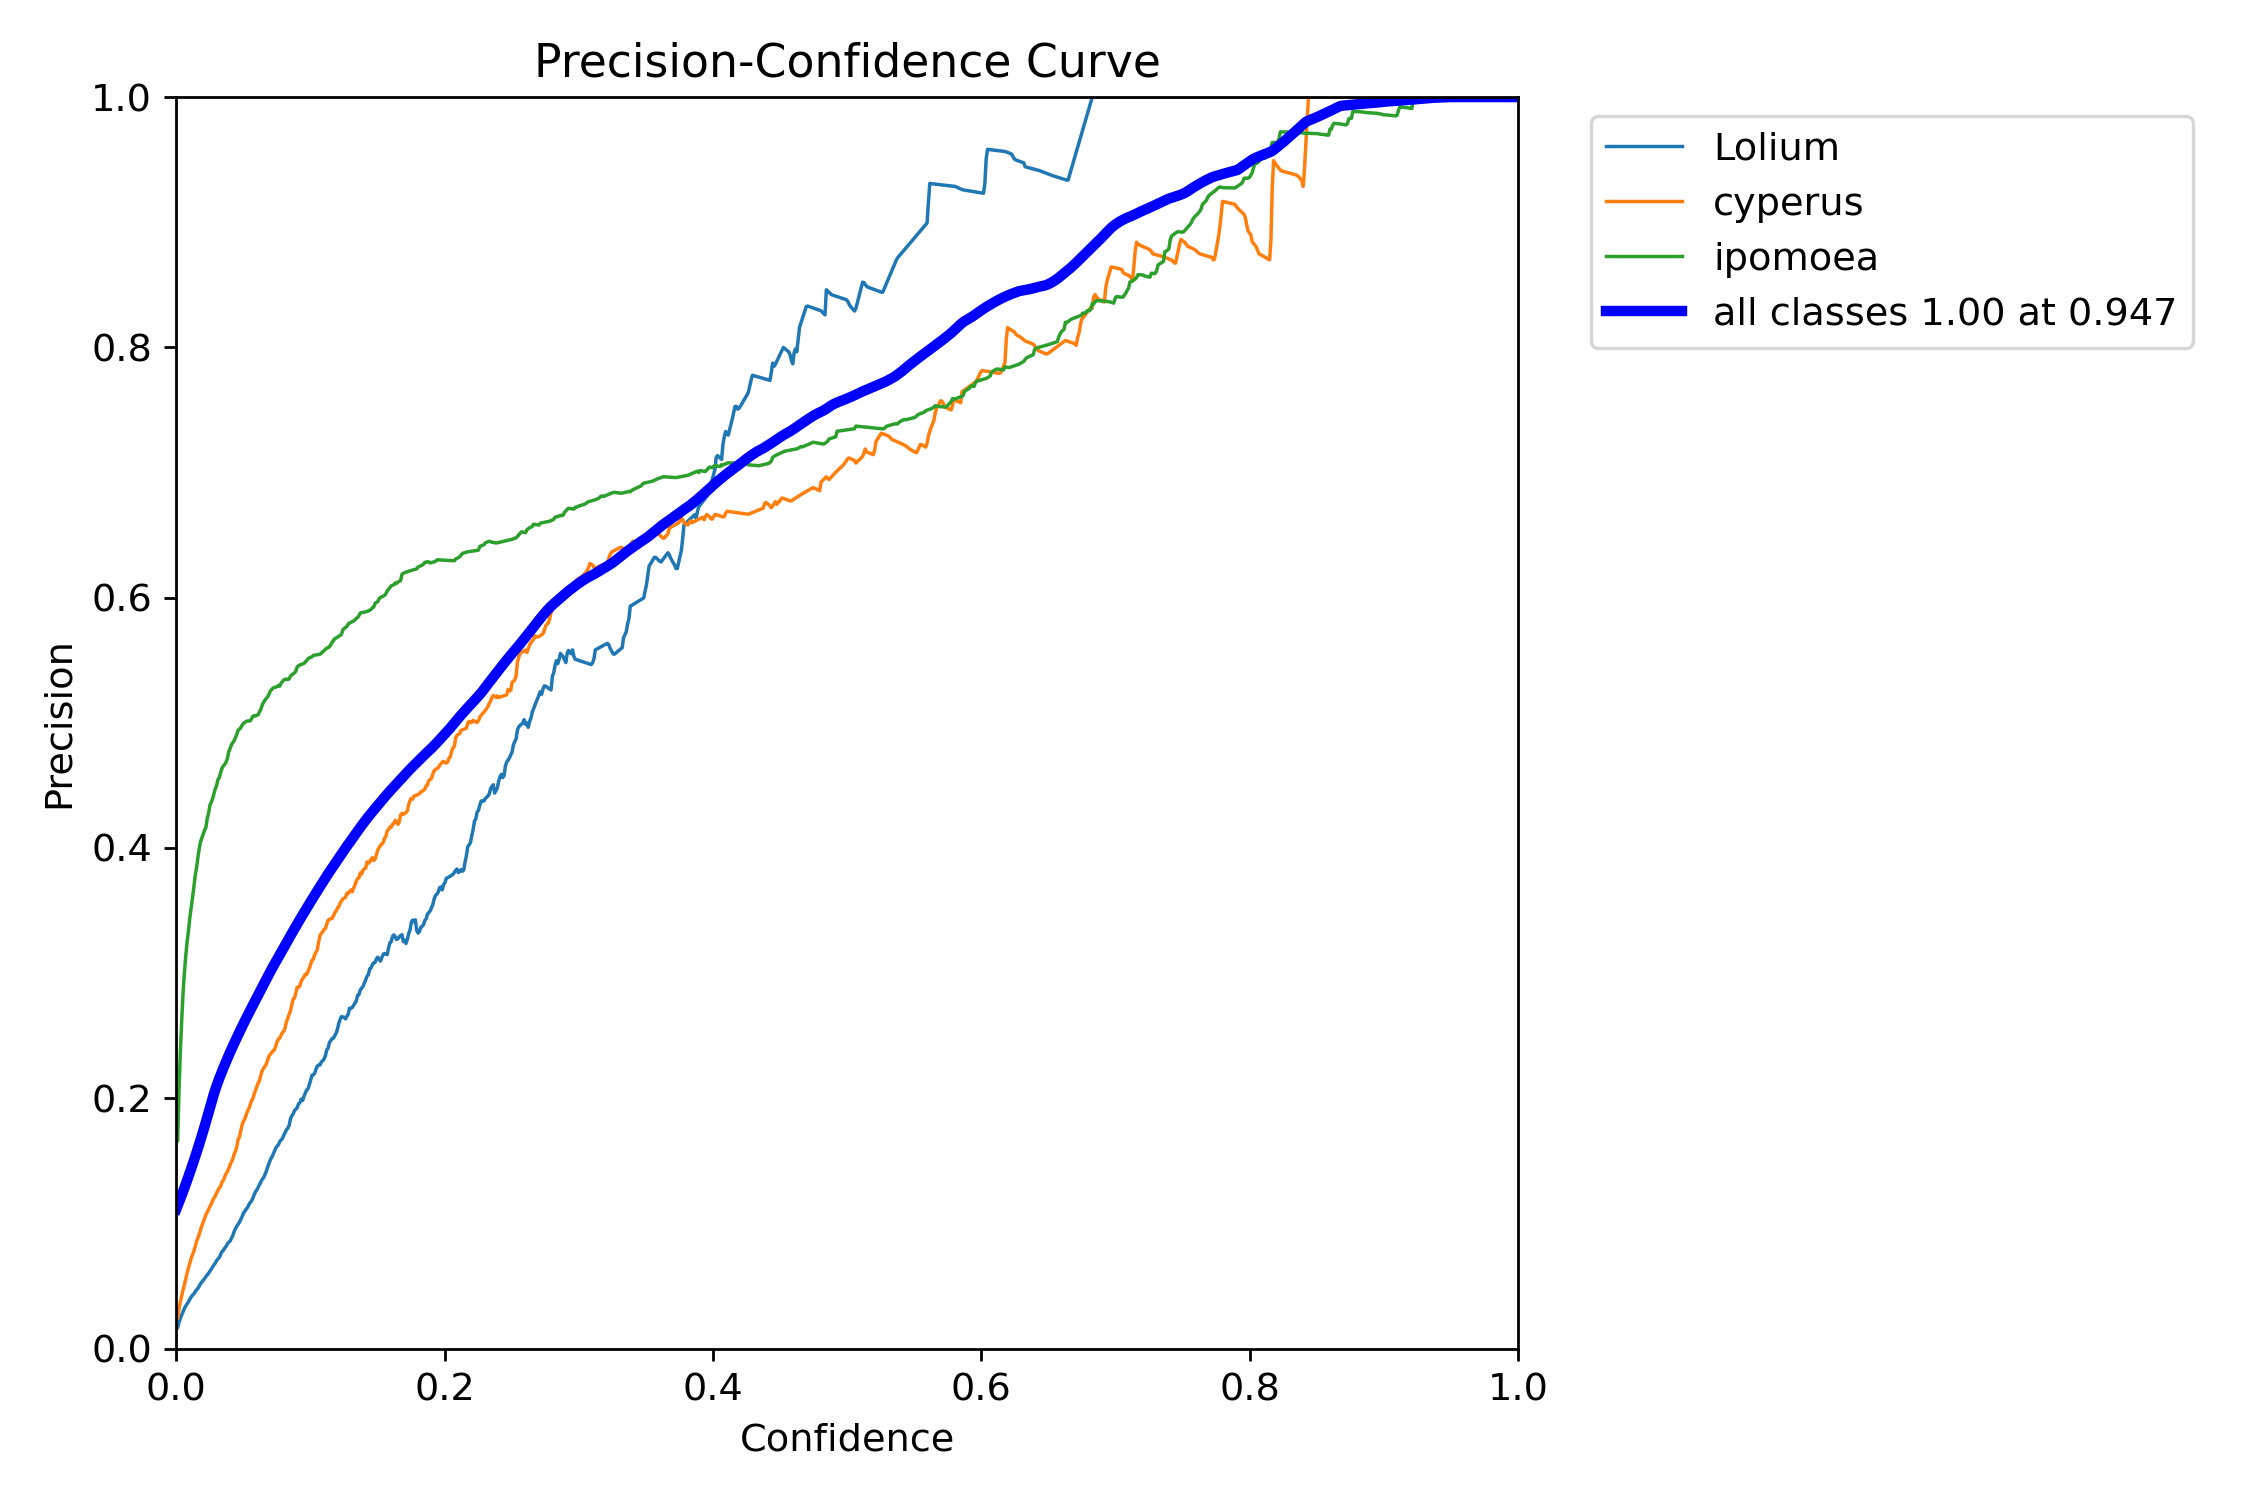 Precision-Confidence Curve
1.0
0.8
0.6
0.4
0.2
0.0
Precision
0.0 0.2 0.4 0.6 0.8 1.0
Confidence
Lolium
cyperus
ipomoea
all classes 1.00 at 0.947